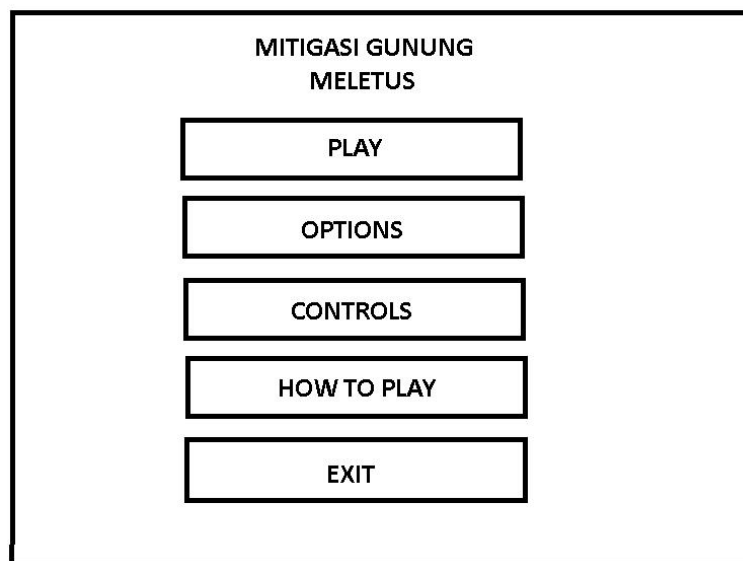 MITIGASI GUNUNG
MELETUS
PLAY
OPTIONS
CONTROLS
HOW TO PLAY
EXIT